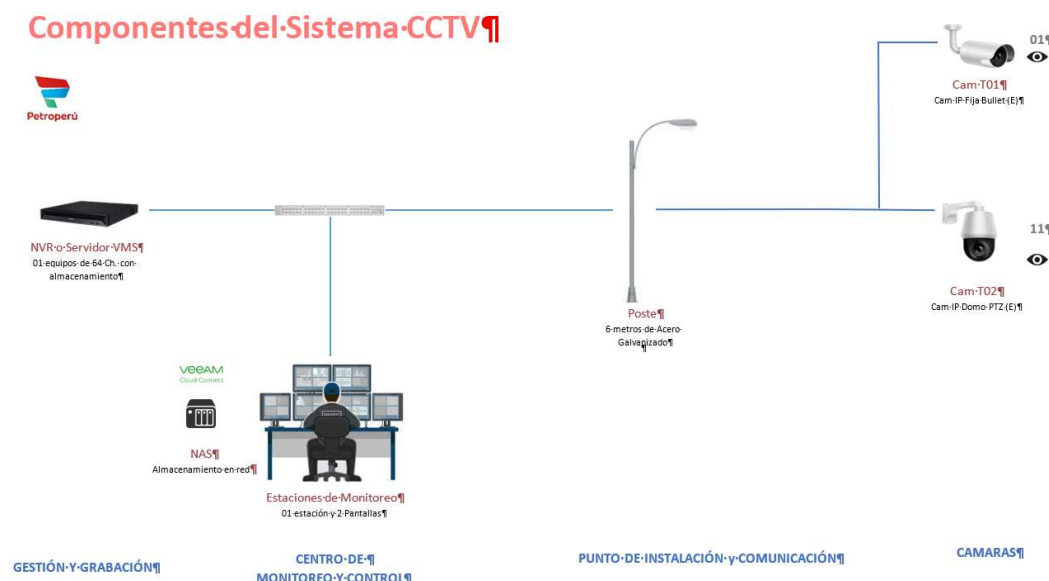 Componentes·del·Sistema·CCTV¶
Petroperú
01¶
Cam·T01¶
Cam·IP·Fija·Bullet·(E)¶
NVR·o·Servidor·VMS¶
01·equipos·de·64·Ch.·con·
almacenamiento¶
11¶
Cam·T02¶
Cam·IP·Domo·PTZ·(E)¶
Poste¶
6·metros·de·Acero·
Galvanizado¶
¶
veeAM
Cloud Connect
NAS¶
Almacenamiento·en·red¶
Estaciones·de·Monitoreo¶
01·estación·y·2·Pantallas¶
GESTIÓN·Y·GRABACIÓN¶
CENTRO·DE·¶
MONITOREO·Y·CONTROL¶
PUNTO·DE·INSTALACIÓN·y·COMUNICACIÓN¶
CAMARAS¶